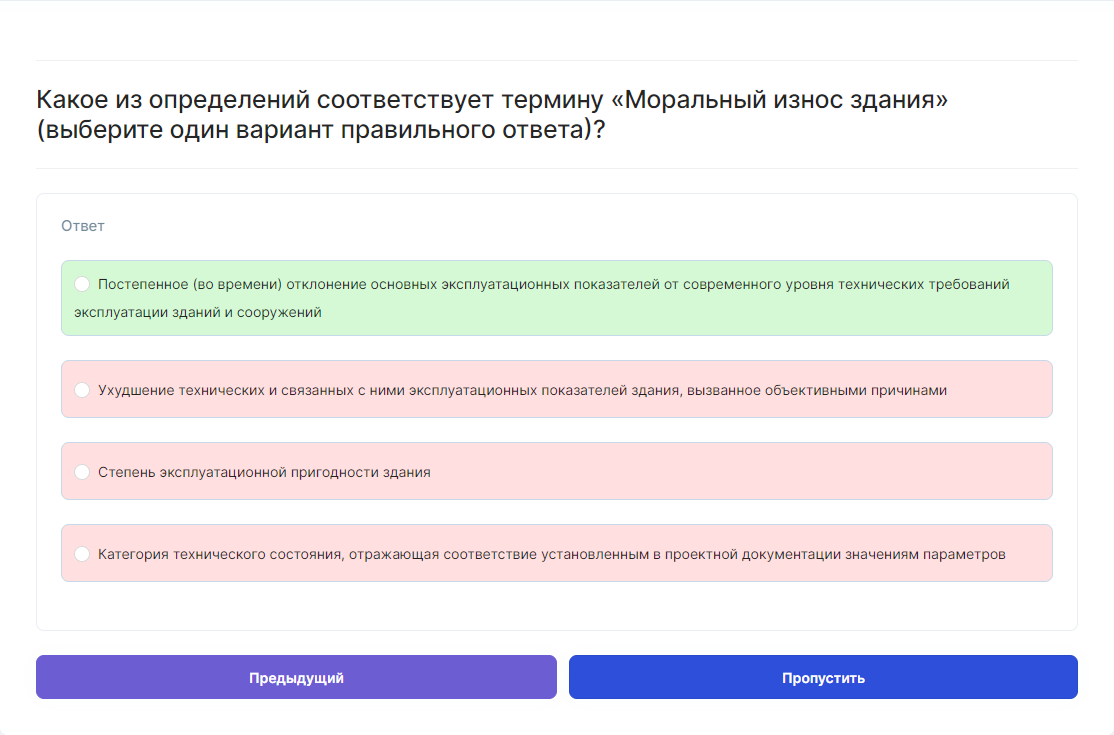 Какое из определений соответствует термину «Моральный износ здания»
(выберите один вариант правильного ответа)?
Ответ
Постепенное (во времени) отклонение основных эксплуатационных показателей от современного уровня технических требований
эксплуатации зданий и сооружений
Ухудшение технических и связанных с ними эксплуатационных показателей здания, вызванное объективными причинами
Степень эксплуатационной пригодности здания
Категория технического состояния, отражающая соответствие установленным в проектной документации значениям параметров
Предыдущий
Пропустить